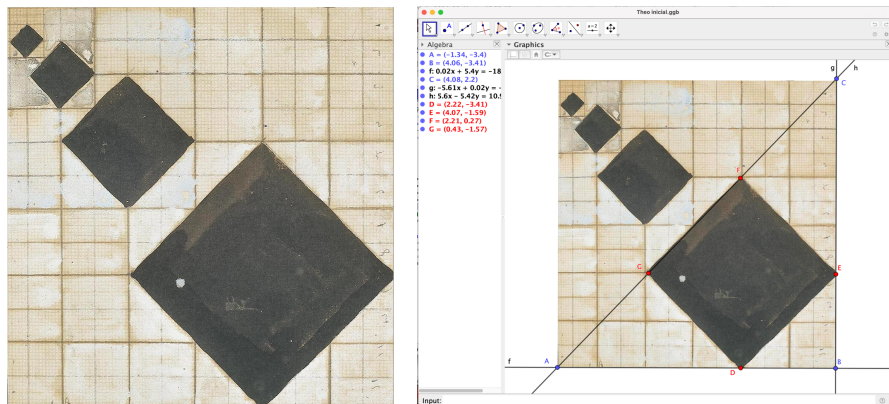 Theo inicial.ggb
A
a=2
Algebra
Graphics
A = (−1.34, −3.4)
B = (4.06, −3.41)
f: 0.02x + 5.4y = −18
C = (4.08, 2.2)
g: −5.61x + 0.02y = −
h: 5.6x − 5.42y = 10.
D = (2.22, −3.41)
E = (4.07, −1.59)
F = (2.21, 0.27)
G = (0.43, −1.57)
g
h
C
F
G
E
f
A
D
B
Input: